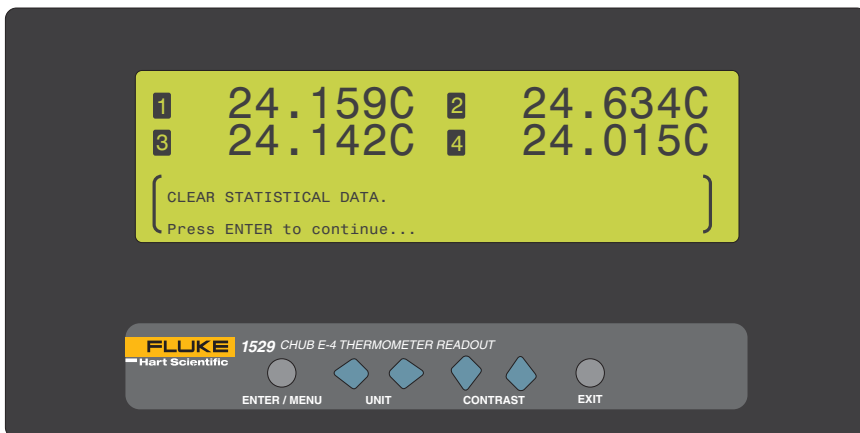 1 24.159C 2 24.634C
3 24.142C 4 24.015C
CLEAR STATISTICAL DATA.
Press ENTER to continue...
FLUKE 1529 CHUB E-4 THERMOMETER READOUT
Hart Scientific
ENTER / MENU UNIT CONTRAST EXIT